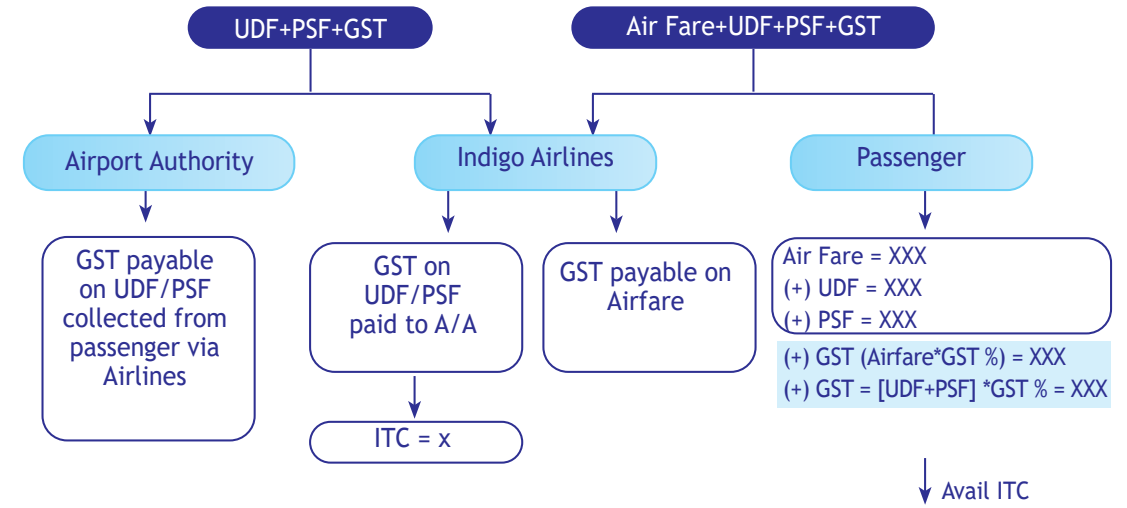 UDF+PSF+GST
Air Fare+UDF+PSF+GST
Airport Authority
Indigo Airlines
Passenger
GST payable
on UDF/PSF
collected from
passenger via
Airlines
GST on
UDF/PSF
paid to A/A
GST payable on
Airfare
Air Fare = XXX
(+) UDF = XXX
(+) PSF = XXX
(+) GST (Airfare*GST %) = XXX
(+) GST = [UDF+PSF] *GST % = XXX
ITC = x
Avail ITC